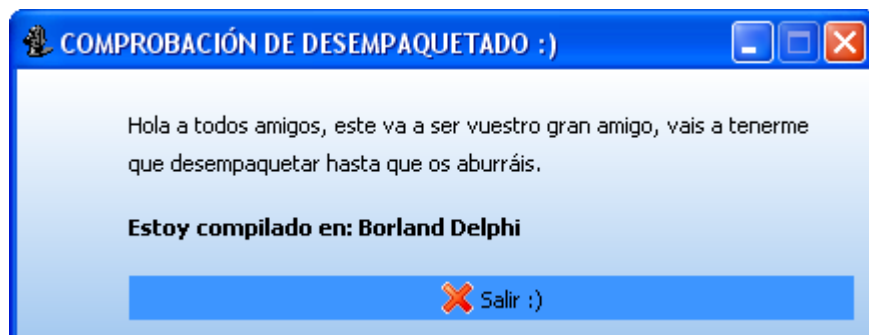 COMPROBACIÓN DE DESEMPAQUETADO :)
Hola a todos amigos, este va a ser vuestro gran amigo, vais a tenerme
que desempaquetar hasta que os aburráis.
Estoy compilado en: Borland Delphi
Salir :)